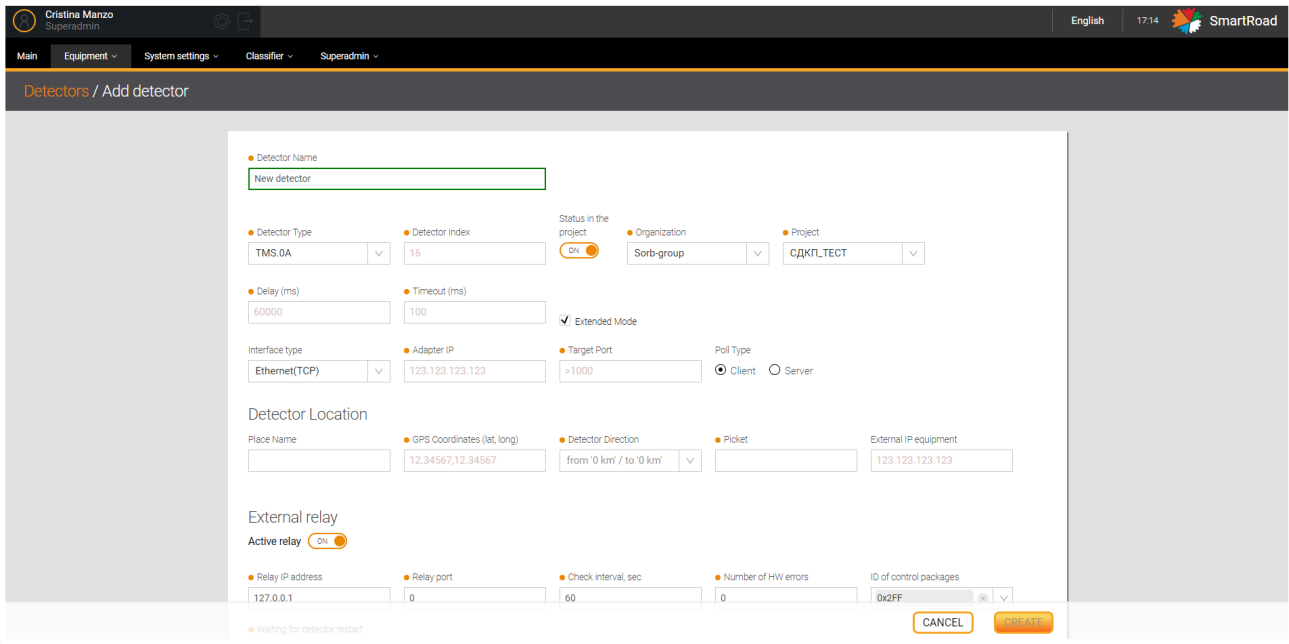 Cristina Manzo
Superadmin
English
17:14
SmartRoad
Main
Equipment
System settings
Classifier
Superadmin
Detectors / Add detector
Detector Name
New detector
Detector Type
Detector Index
Status in the
project
Organization
Project
TMS.0A
16
ON
Sorb-group
СДКП_ТЕСТ
Delay (ms)
Timeout (ms)
60000
100
Extended Mode
Interface type
Adapter IP
Target Port
Poll Type
Ethernet(TCP)
123.123.123.123
>1000
Client
Server
Detector Location
Place Name
GPS Coordinates (lat, long)
Detector Direction
Picket
External IP equipment
12.34567,12.34567
from '0 km' / to '0 km'
123.123.123.123
External relay
Active relay
ON
Relay IP address
Relay port
Check interval, sec
Number of HW errors
ID of control packages
127.0.0.1
0
60
0
0x2FF
Waiting for detector restart
CANCEL
CREATE